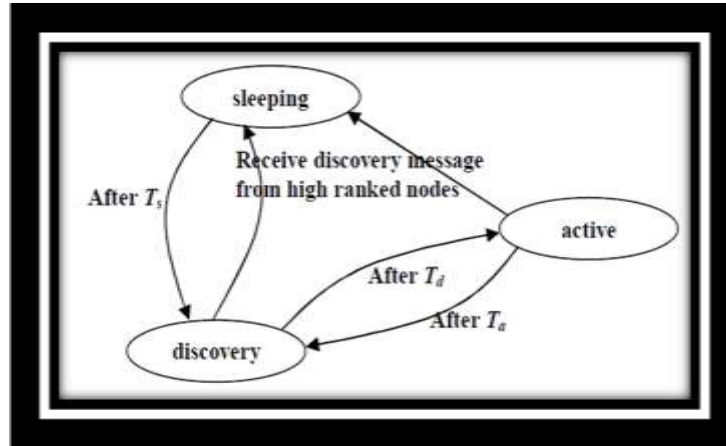 sleeping
Receive discovery message
from high ranked nodes
After Ts
active
After Td
After Ta
discovery